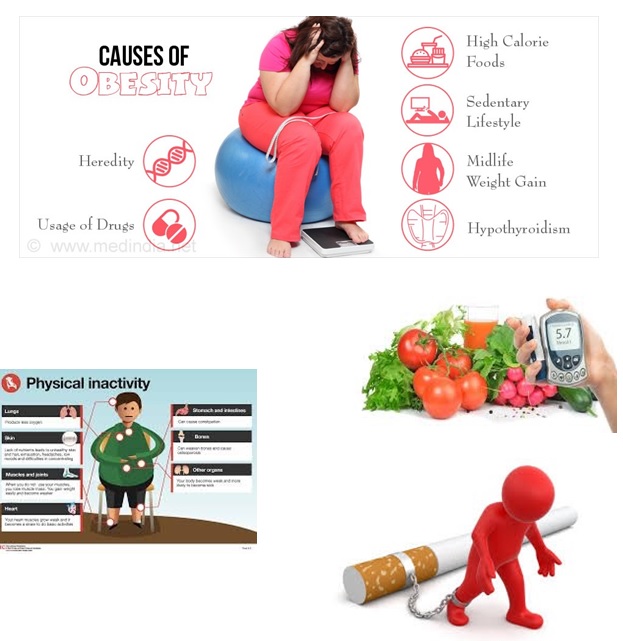 CAUSES OF
OBESITY
Heredity
Usage of Drugs
© www.medindia.net
High Calorie
Foods
Sedentary
Lifestyle
Midlife
Weight Gain
Hypothyroidism
5.7
Physical inactivity
Lungs
Produce less oxygen.
Skin
Lack of nutrients leads to unhealthy skin
and hair, exhaustion, headaches, low
moods and difficulties in concentrating
Muscles and joints
When you do not use your muscles,
you lose muscle mass. You gain weight
easily and become weaker
Heart
Your heart muscles grow weak and it
becomes a strain to do basic activities
Stomach and intestines
Can cause constipation
Bones
Can weaken bones and cause
osteoporosis
Other organs
Your body becomes weak and more
likely to become sick